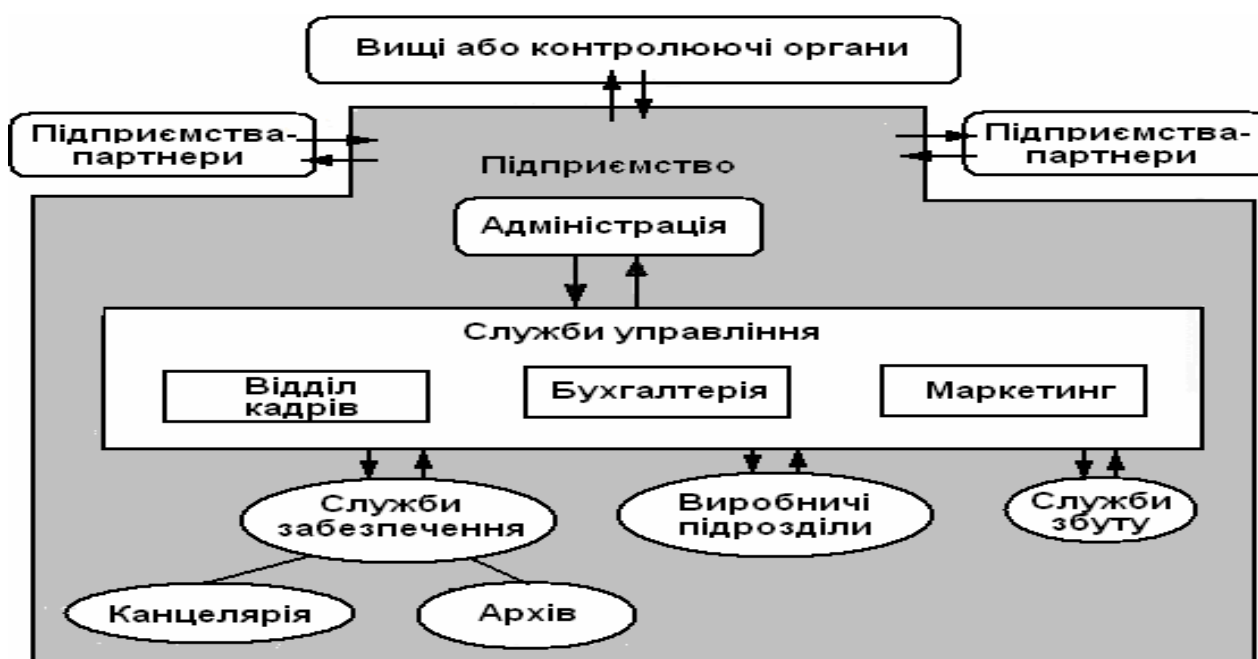 Вищі або контролюючі органи
Підприємства-
партнери
Підприємства-
партнери
Підприємство
Адміністрація
Служби управління
Відділ
кадрів
Бухгалтерія
Маркетинг
Служби
забезпечення
Виробничі
підрозділи
Служби
збуту
Канцелярія
Архів